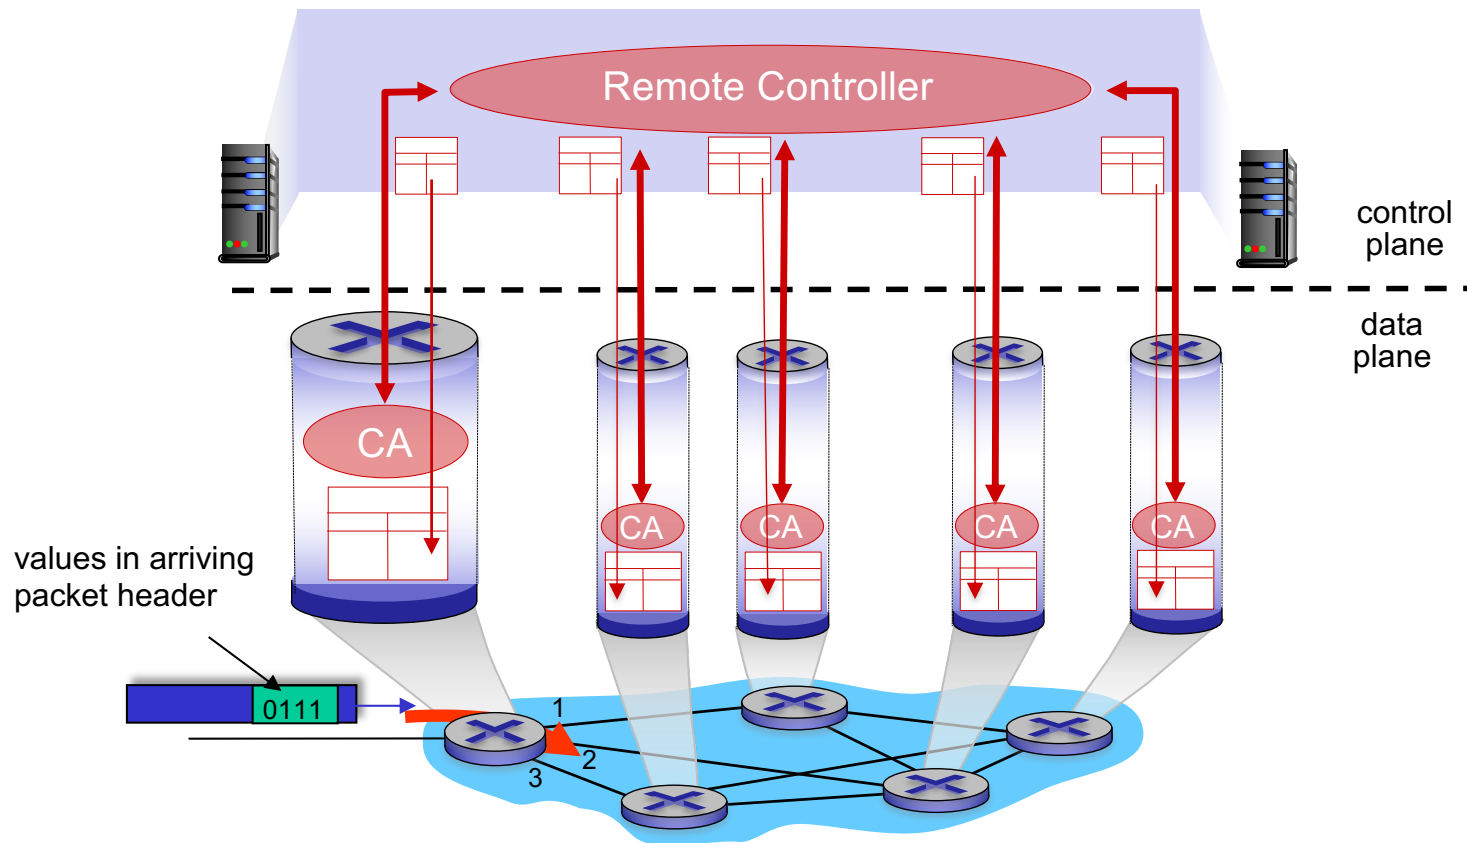 Remote Controller
control
plane
data
plane
CA
CA
CA
CA
CA
values in arriving
packet header
0111
1
2
3